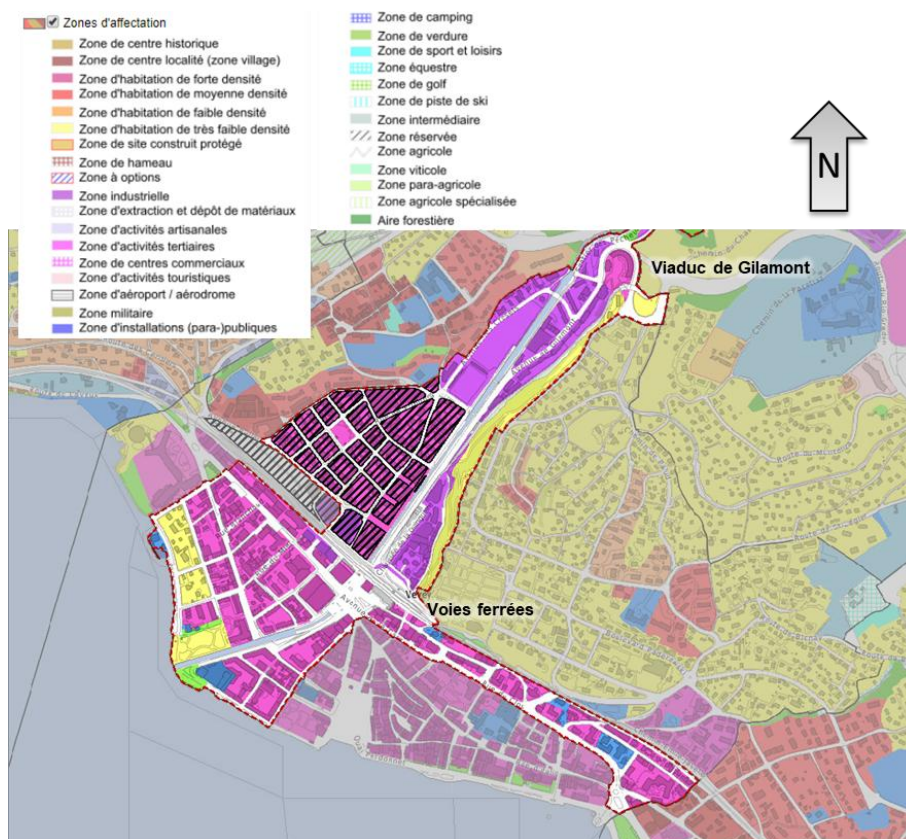 Zones d'affectation
Zone de centre historique
Zone de centre localité (zone village)
Zone d'habitation de forte densité
Zone d'habitation de moyenne densité
Zone d'habitation de faible densité
Zone d'habitation de très faible densité
Zone de site construit protégé
Zone de hameau
Zone à options
Zone industrielle
Zone d'extraction et dépôt de matériaux
Zone d'activités artisanales
Zone d'activités tertiaires
Zone de centres commerciaux
Zone d'activités touristiques
Zone d'aéroport / aérodrome
Zone militaire
Zone d'installations (para-)publiques
Zone de camping
Zone de verdure
Zone de sport et loisirs
Zone équestre
Zone de golf
Zone de piste de ski
Zone intermédiaire
Zone réservée
Zone agricole
Zone viticole
Zone para-agricole
Zone agricole spécialisée
Aire forestière
N
Viaduc de Gilamont
Voies ferrées
Avenue